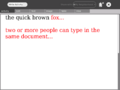 the quick brown fox...
two or more people can type in the
same document...